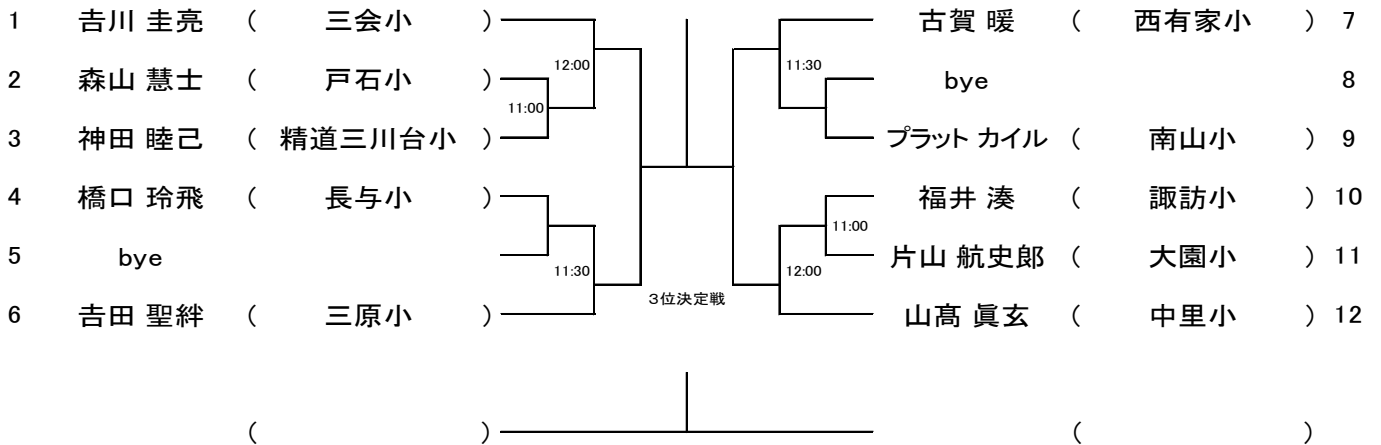 1 吉川 圭亮 ( 三会小 ) 古賀 暖 ( 西有家小 ) 7
12:00 11:30
2 森山 慧士 ( 戸石小 ) bye 8
11:00
3 神田 睦己 ( 精道三川台小 ) プラット カイル ( 南山小 ) 9
4 橋口 玲飛 ( 長与小 ) 福井 湊 ( 諏訪小 ) 10
11:00
5 bye 片山 航史郎 ( 大園小 ) 11
11:30 12:00
3位決定戦
6 吉田 聖絆 ( 三原小 ) 山髙 眞玄 ( 中里小 ) 12
( ) ( )